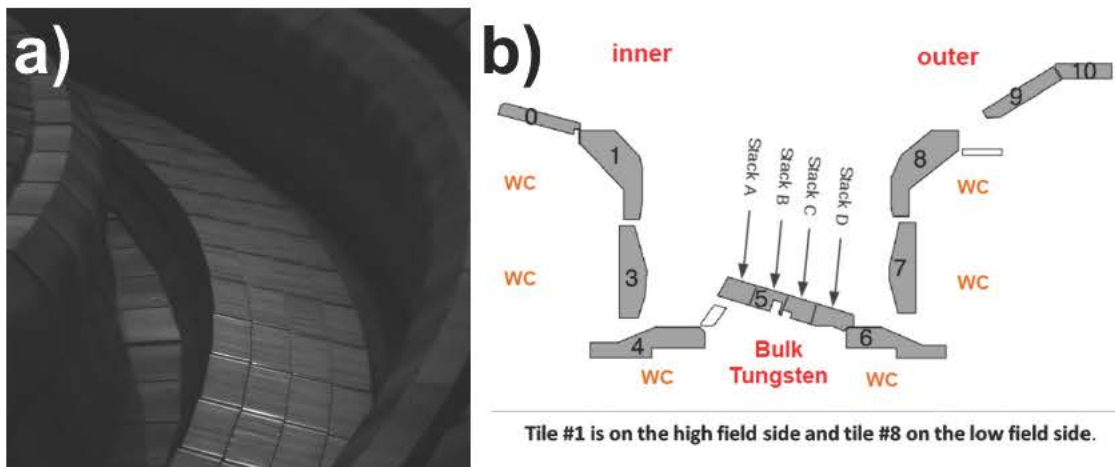 a)
b)
inner
outer
0
1
3
4
5
6
7
8
9
10
Stack A
Stack B
Stack C
Stack D
WC
WC
WC
WC
WC
WC
Bulk
Tungsten
Tile #1 is on the high field side and tile #8 on the low field side.